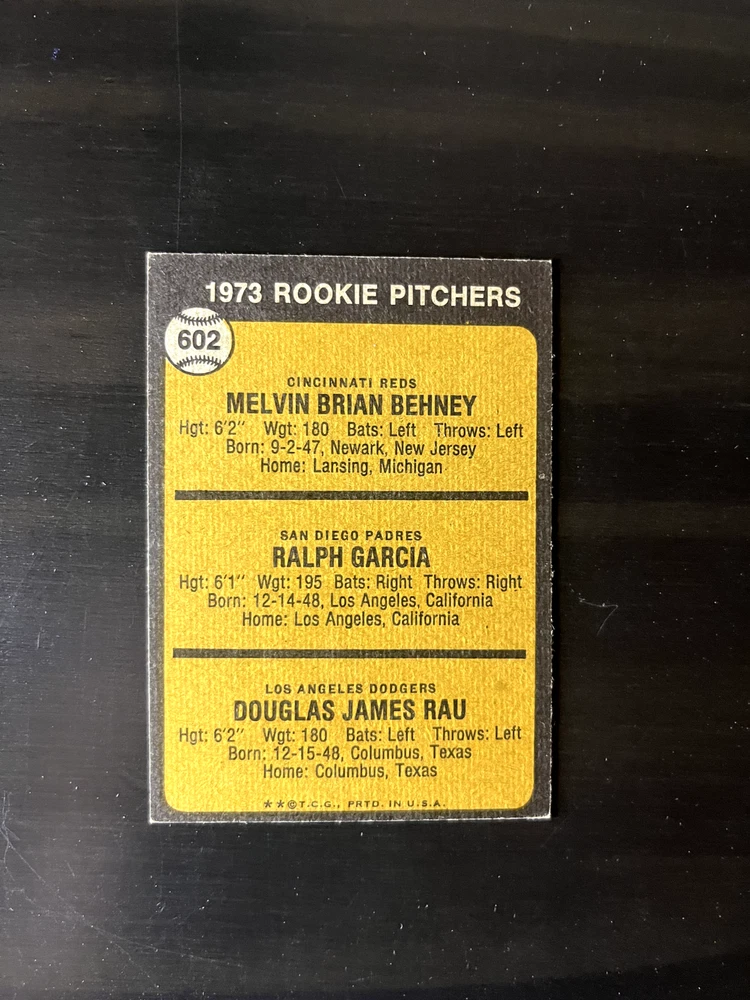 1973 ROOKIE PITCHERS
602
CINCINNATI REDS
MELVIN BRIAN BEHNEY
Hgt: 6'2" Wgt: 180 Bats: Left Throws: Left
Born: 9-2-47, Newark, New Jersey
Home: Lansing, Michigan
SAN DIEGO PADRES
RALPH GARCIA
Hgt: 6'1" Wgt: 195 Bats: Right Throws: Right
Born: 12-14-48, Los Angeles, California
Home: Los Angeles, California
LOS ANGELES DODGERS
DOUGLAS JAMES RAU
Hgt: 6'2" Wgt: 180 Bats: Left Throws: Left
Born: 12-15-48, Columbus, Texas
Home: Columbus, Texas
**©T.C.G., PRTD. IN U.S.A.